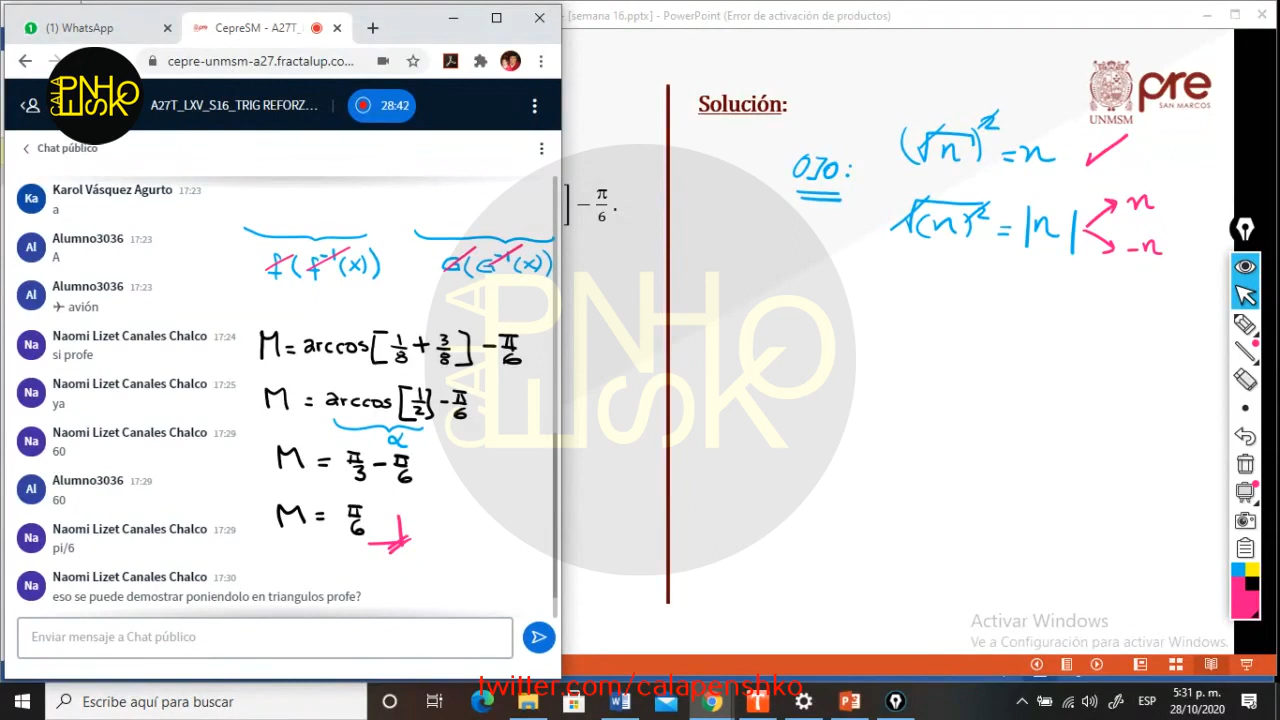 [semana 16.pptx] - PowerPoint (Error de activación de productos)
(1) WhatsApp
CepreSM - A27T_
cepre-unmsm-a27.fractalup.co...
A27T_LXV_S16_TRIG REFORZ...
28:42
CALAPENSHKO
Chat público
Karol Vásquez Agurto 17:23
a
Alumno3036 17:23
A
Alumno3036 17:23
✈ avión
Naomi Lizet Canales Chalco 17:24
si profe
Naomi Lizet Canales Chalco 17:25
ya
Naomi Lizet Canales Chalco 17:29
60
Alumno3036 17:29
60
Naomi Lizet Canales Chalco 17:29
pi/6
Naomi Lizet Canales Chalco 17:30
eso se puede demostrar poniendolo en triangulos profe?
Enviar mensaje a Chat público
] − π/6.
f(f⁻¹(x)) G(G⁻¹(x))
M = arccos[1/8 + 3/8] − π/6
M = arccos[1/2] − π/6
α
M = π/3 − π/6
M = π/6
Solución:
UNMSM
pre
SAN MARCOS
OJO:
(√n)² = n
√(n)² = |n|
n
-n
CALAPENSHKO
Activar Windows
Ve a Configuración para activar Windows.
twitter.com/calapenshko
Escribe aquí para buscar
ESP
5:31 p. m.
28/10/2020